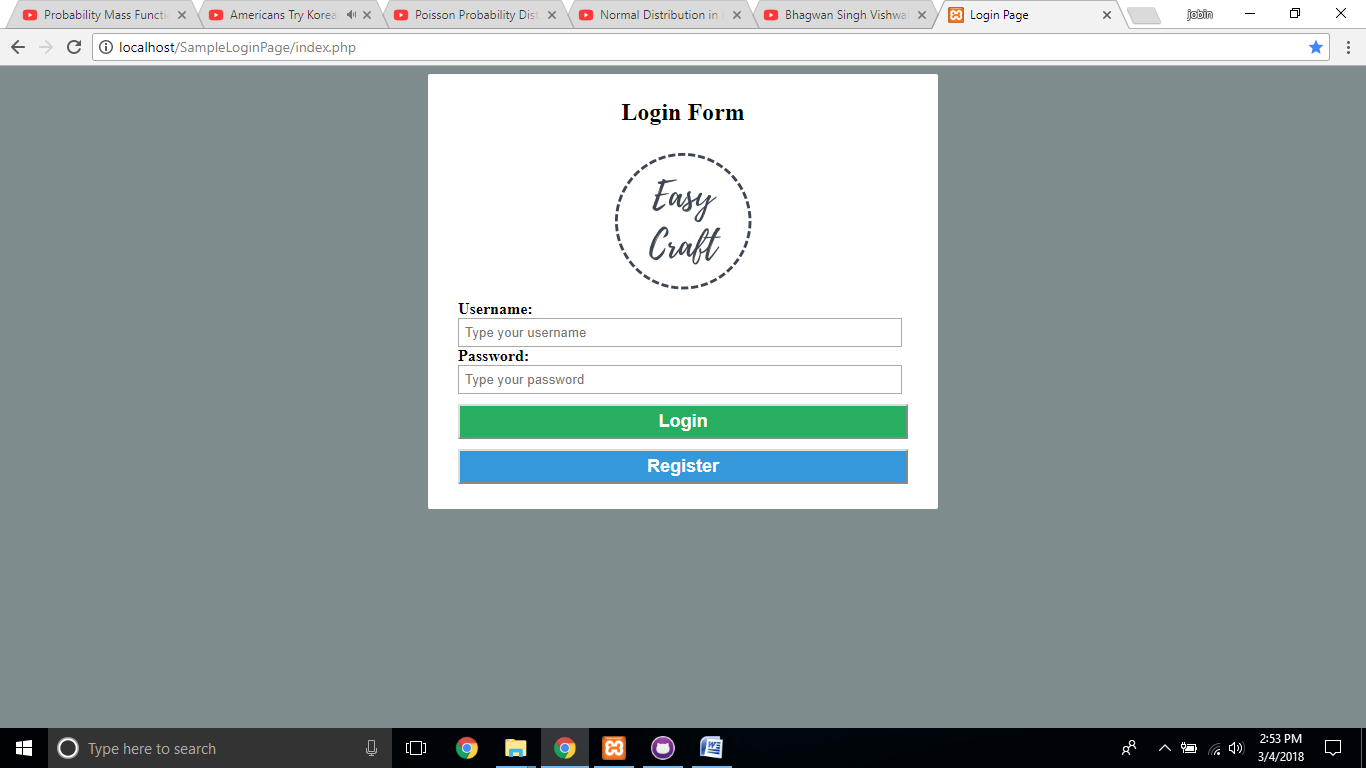 Probability Mass Functi
Americans Try Korea
Poisson Probability Dist
Normal Distribution in
Bhagwan Singh Vishwa
Login Page
jobin
localhost/SampleLoginPage/index.php
Login Form
Easy
Craft
Username:
Type your username
Password:
Type your password
Login
Register
Type here to search
2:53 PM
3/4/2018